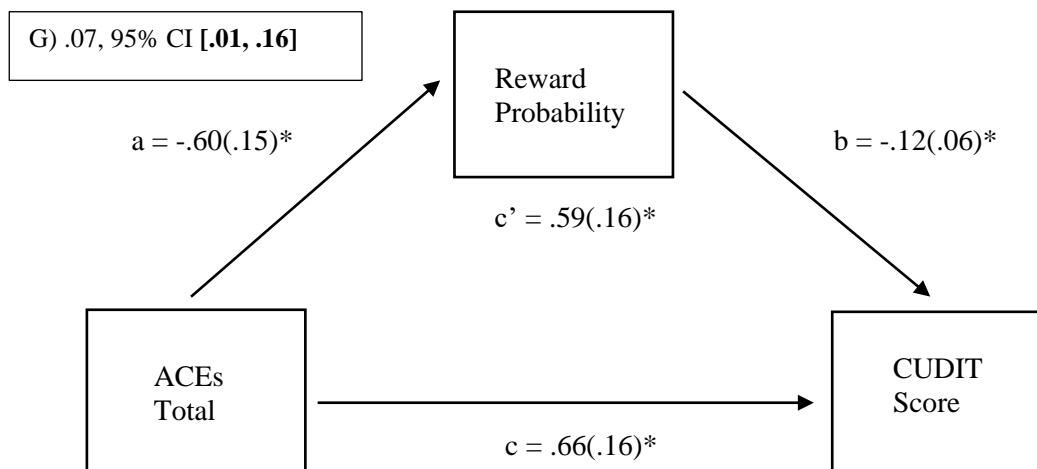 G) .07, 95% CI [.01, .16]
Reward
Probability
a = -.60(.15)*
b = -.12(.06)*
c’ = .59(.16)*
ACEs
Total
CUDIT
Score
c = .66(.16)*